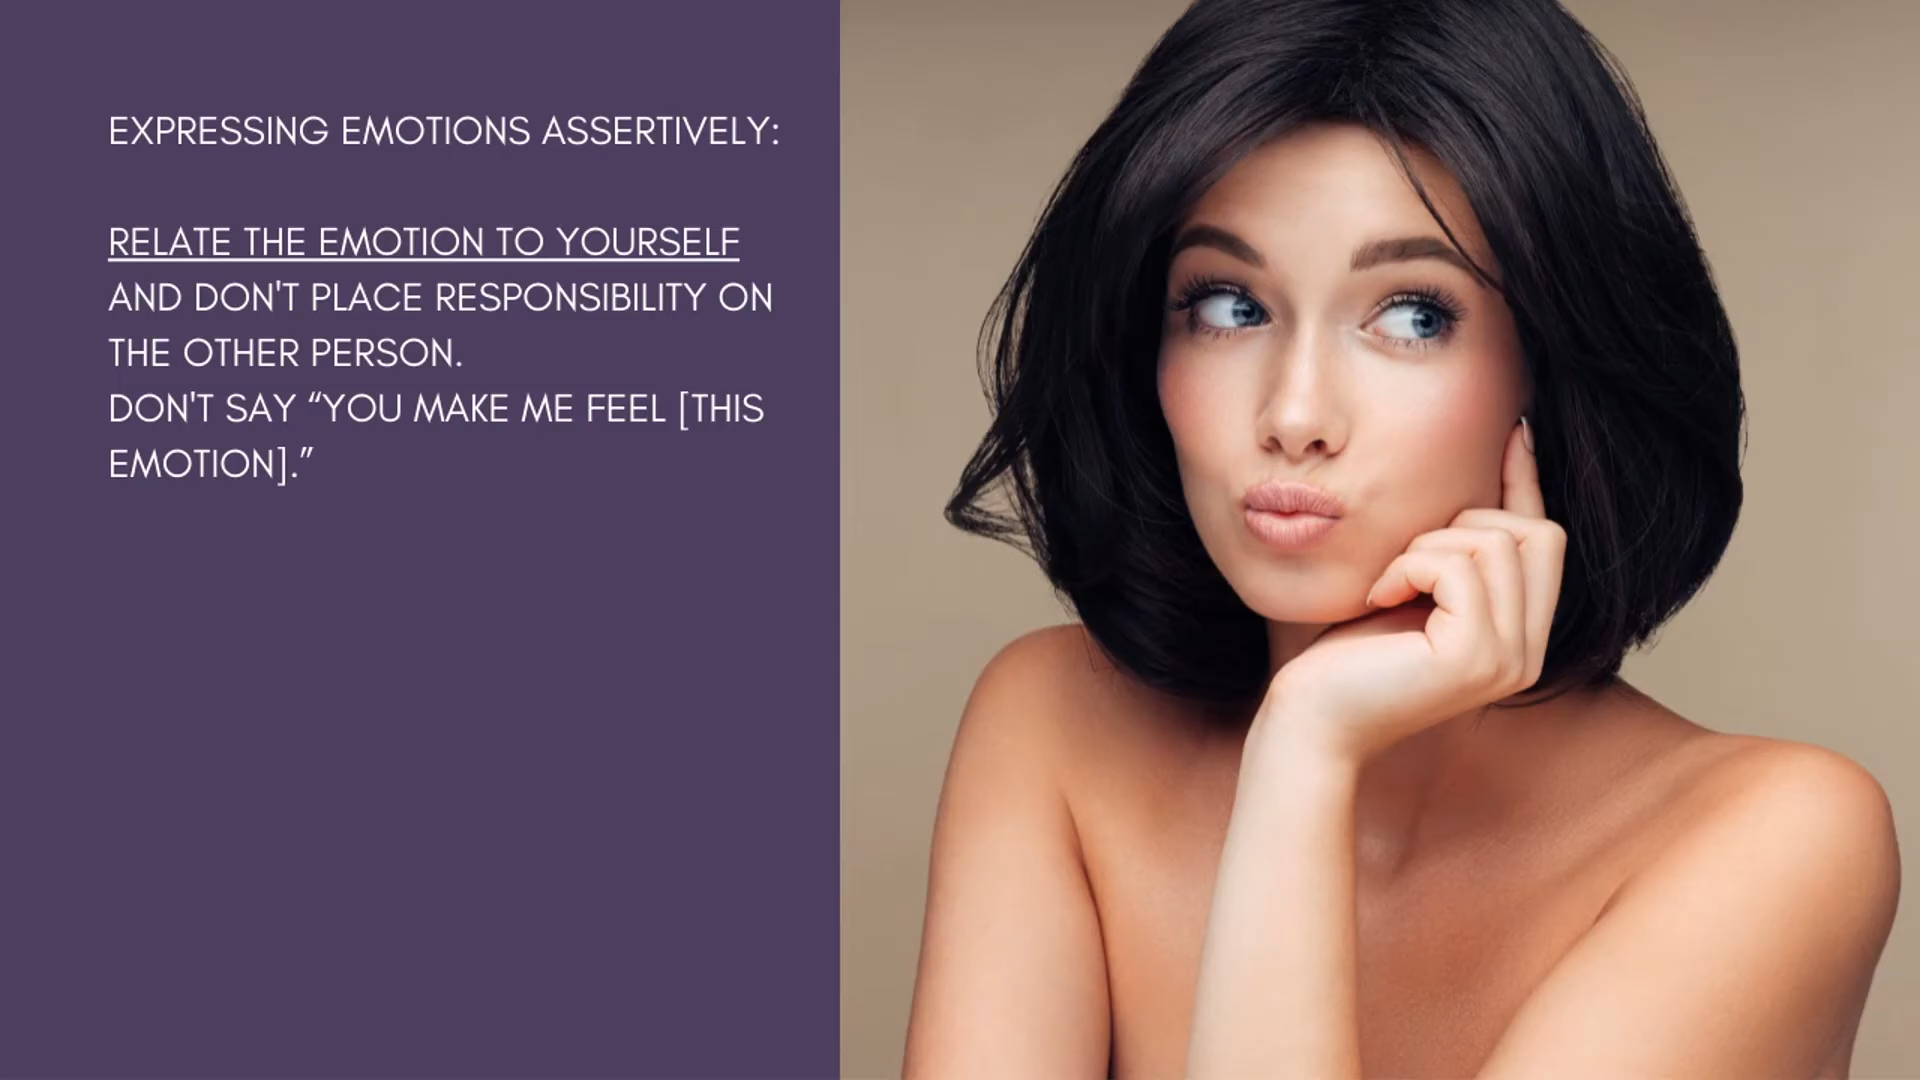 EXPRESSING EMOTIONS ASSERTIVELY:
RELATE THE EMOTION TO YOURSELF
AND DON'T PLACE RESPONSIBILITY ON
THE OTHER PERSON.
DON'T SAY “YOU MAKE ME FEEL [THIS
EMOTION].”